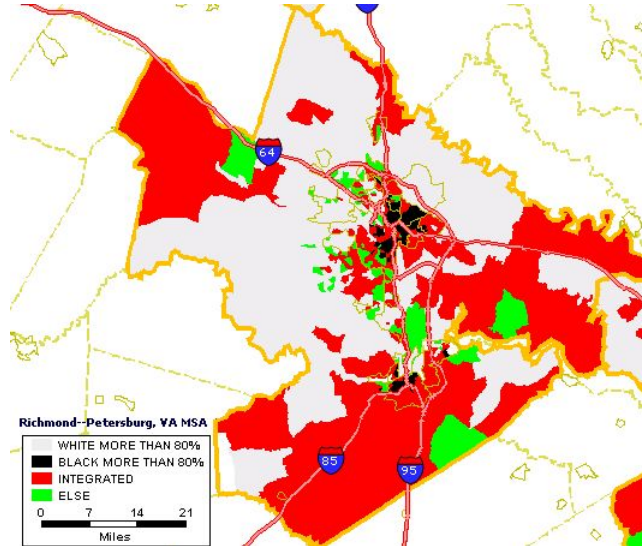 64
Richmond--Petersburg, VA MSA
WHITE MORE THAN 80%
BLACK MORE THAN 80%
INTEGRATED
ELSE
0 7 14 21
Miles
85
95